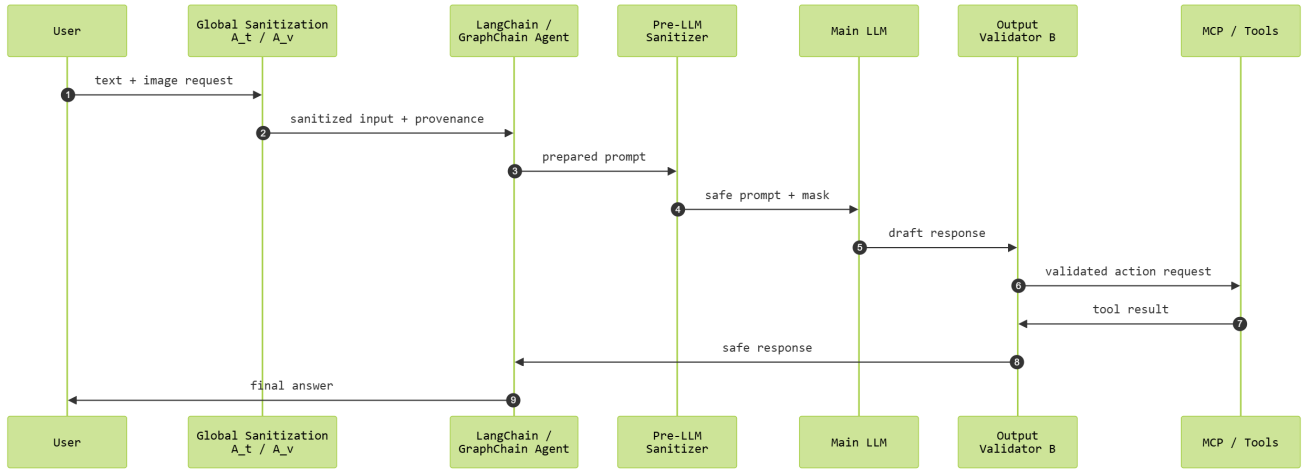 User
Global Sanitization
A_t / A_v
LangChain /
GraphChain Agent
Pre-LLM
Sanitizer
Main LLM
Output
Validator B
MCP / Tools
text + image request
1
sanitized input + provenance
2
prepared prompt
3
safe prompt + mask
4
draft response
5
validated action request
6
tool result
7
safe response
8
final answer
9
User
Global Sanitization
A_t / A_v
LangChain /
GraphChain Agent
Pre-LLM
Sanitizer
Main LLM
Output
Validator B
MCP / Tools